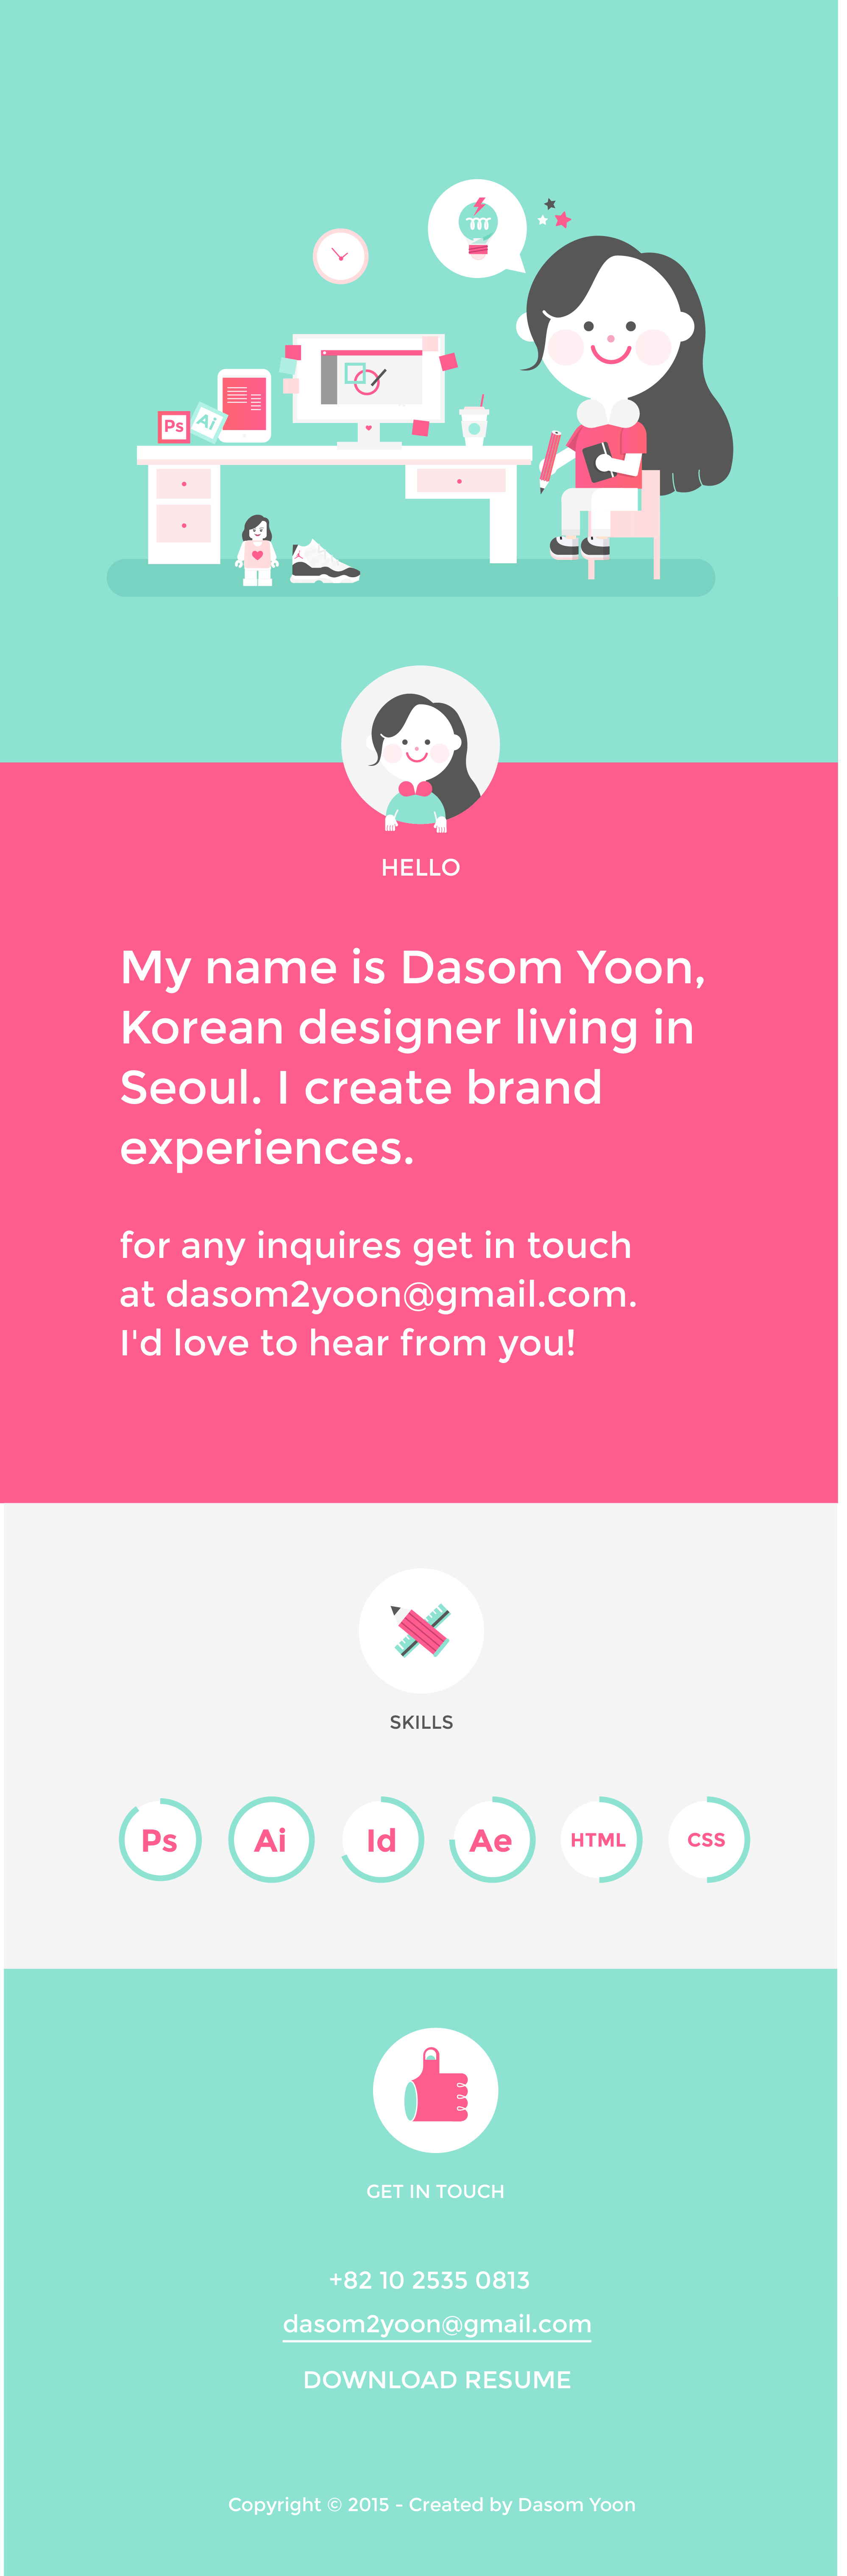 Ps
Ai
HELLO
My name is Dasom Yoon,
Korean designer living in
Seoul. I create brand
experiences.
for any inquires get in touch
at dasom2yoon@gmail.com.
I'd love to hear from you!
SKILLS
Ps Ai Id Ae HTML CSS
GET IN TOUCH
+82 10 2535 0813
dasom2yoon@gmail.com
DOWNLOAD RESUME
Copyright © 2015 - Created by Dasom Yoon